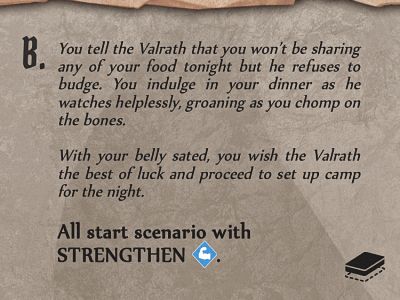 B.
You tell the Valrath that you won't be sharing
any of your food tonight but he refuses to
budge. You indulge in your dinner as he
watches helplessly, groaning as you chomp on
the bones.
With your belly sated, you wish the Valrath
the best of luck and proceed to set up camp
for the night.
All start scenario with
STRENGTHEN .